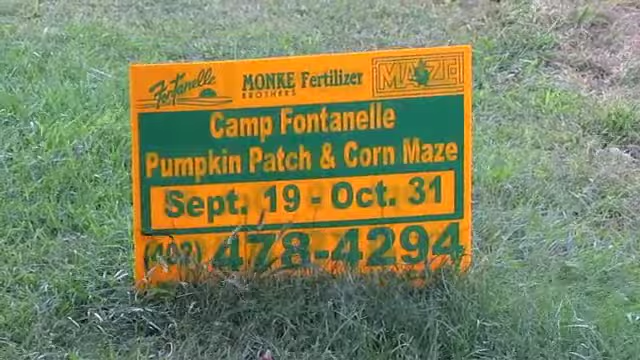 Fontanelle MONKE BROTHERS Fertilizer MAZE
Camp Fontanelle
Pumpkin Patch & Corn Maze
Sept. 19 - Oct. 31
(402) 478-4294